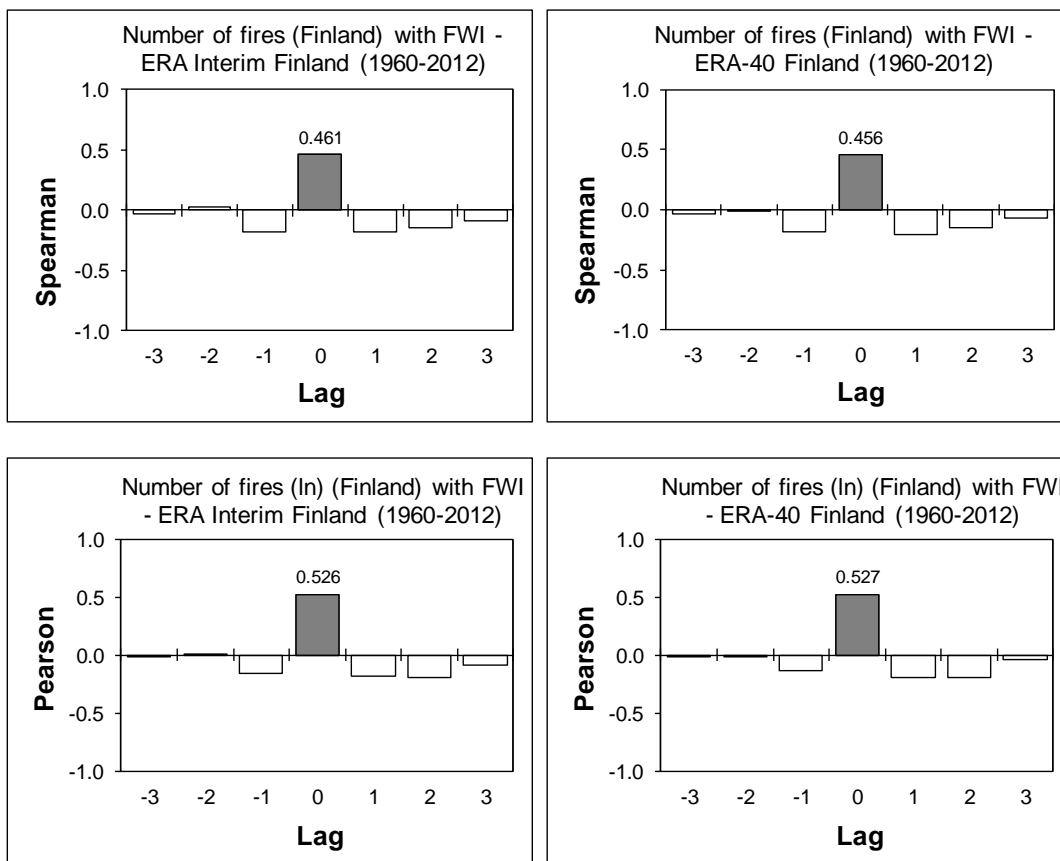 Number of fires (Finland) with FWI -
ERA Interim Finland (1960-2012)
1.0
0.5
0.0
-0.5
-1.0
Spearman
0.461
-3 -2 -1 0 1 2 3
Lag
Number of fires (Finland) with FWI -
ERA-40 Finland (1960-2012)
1.0
0.5
0.0
-0.5
-1.0
Spearman
0.456
-3 -2 -1 0 1 2 3
Lag
Number of fires (ln) (Finland) with FWI
- ERA Interim Finland (1960-2012)
1.0
0.5
0.0
-0.5
-1.0
Pearson
0.526
-3 -2 -1 0 1 2 3
Lag
Number of fires (ln) (Finland) with FWI
- ERA-40 Finland (1960-2012)
1.0
0.5
0.0
-0.5
-1.0
Pearson
0.527
-3 -2 -1 0 1 2 3
Lag